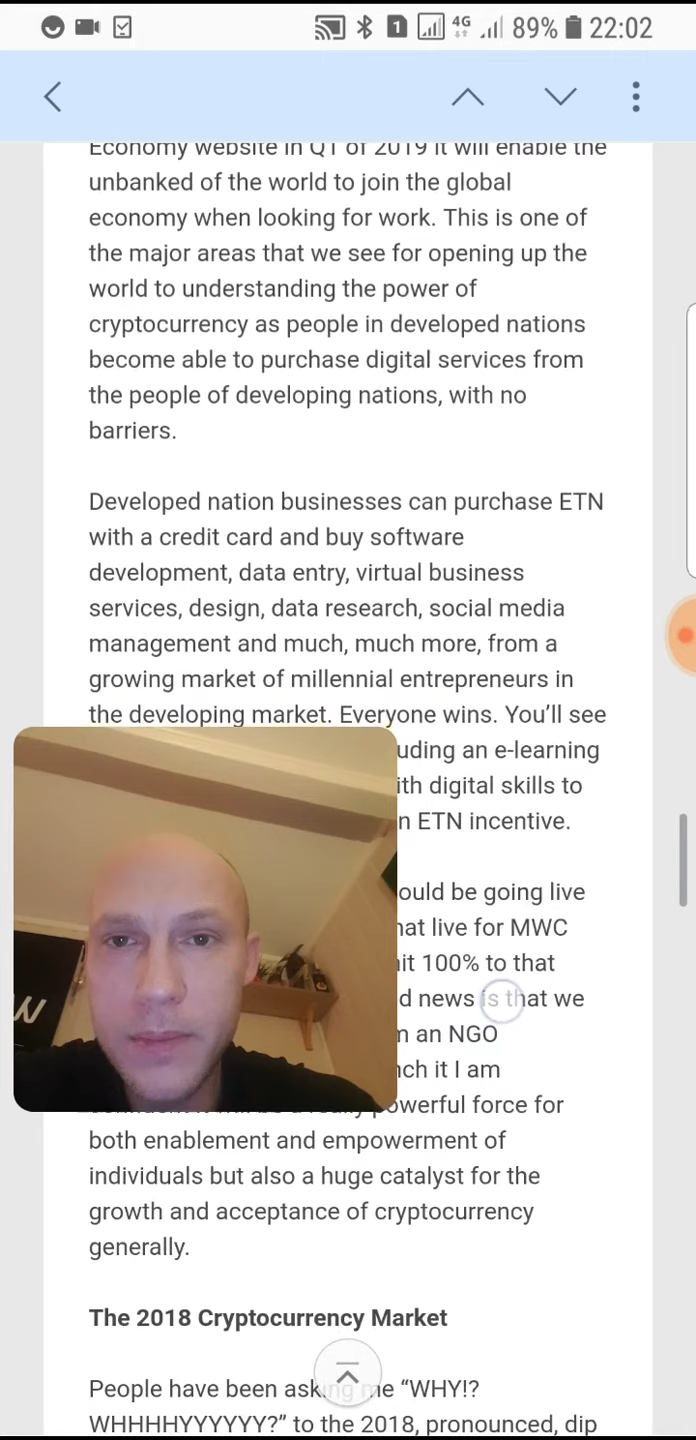 1 4G 89% 22:02
Economy website in Q1 of 2019 it will enable the
unbanked of the world to join the global
economy when looking for work. This is one of
the major areas that we see for opening up the
world to understanding the power of
cryptocurrency as people in developed nations
become able to purchase digital services from
the people of developing nations, with no
barriers.
Developed nation businesses can purchase ETN
with a credit card and buy software
development, data entry, virtual business
services, design, data research, social media
management and much, much more, from a
growing market of millennial entrepreneurs in
the developing market. Everyone wins. You’ll see
uding an e-learning
ith digital skills to
n ETN incentive.
ould be going live
hat live for MWC
it 100% to that
d news is that we
an NGO
nch it I am
powerful force for
both enablement and empowerment of
individuals but also a huge catalyst for the
growth and acceptance of cryptocurrency
generally.
The 2018 Cryptocurrency Market
People have been asking me “WHY!?
WHHHHYYYYYY?” to the 2018, pronounced, dip